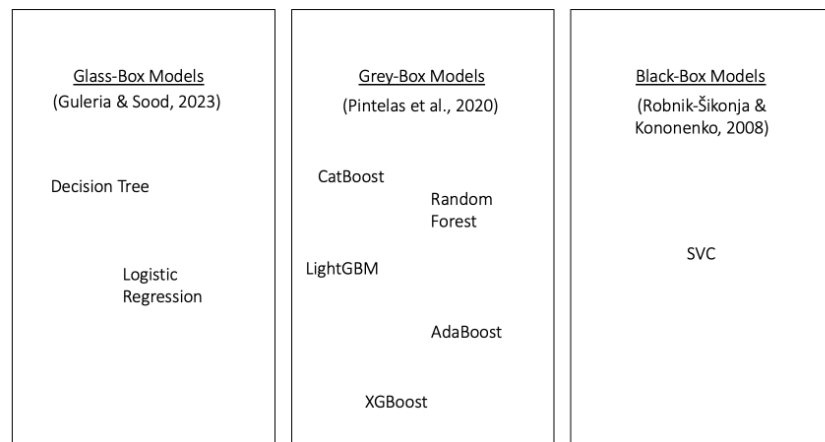 Glass-Box Models
(Guleria & Sood, 2023)
Decision Tree
Logistic
Regression
Grey-Box Models
(Pintelas et al., 2020)
CatBoost
Random
Forest
LightGBM
AdaBoost
XGBoost
Black-Box Models
(Robnik-Šikonja &
Kononenko, 2008)
SVC